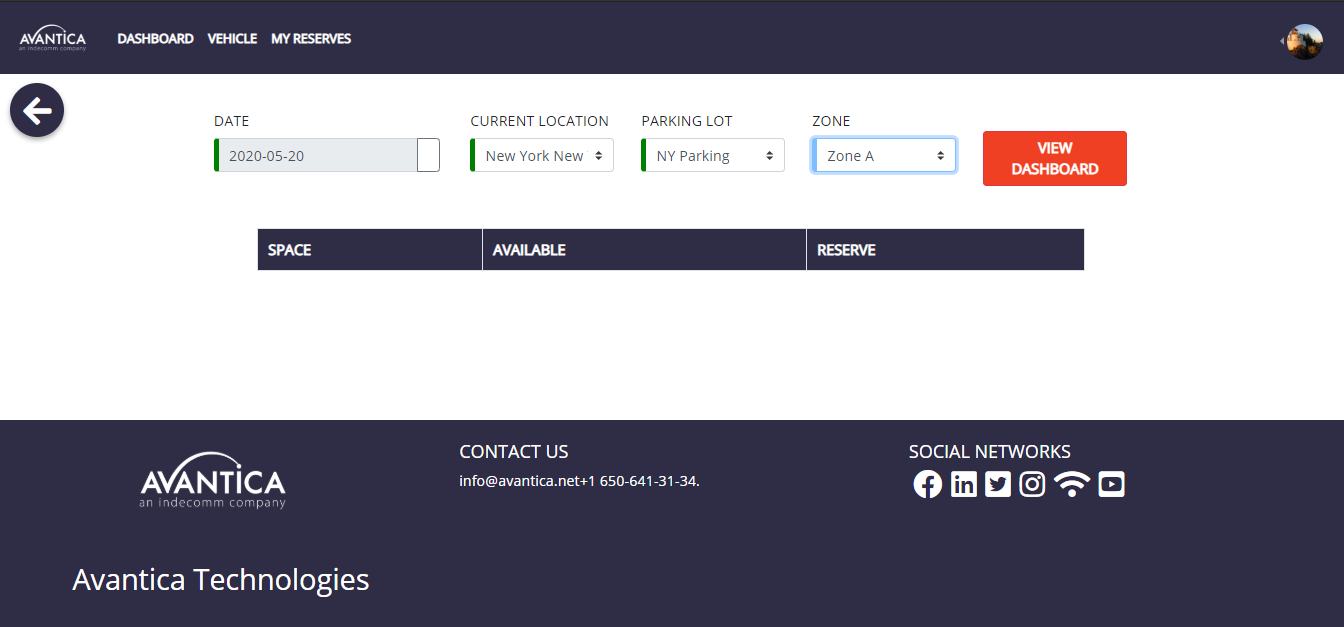 AVANTICA
an indecomm company
DASHBOARD VEHICLE MY RESERVES
DATE CURRENT LOCATION PARKING LOT ZONE
2020-05-20 New York New NY Parking Zone A
VIEW
DASHBOARD
SPACE AVAILABLE RESERVE
AVANTICA
an indecomm company
CONTACT US
info@avantica.net+1 650-641-31-34.
SOCIAL NETWORKS
Avantica Technologies